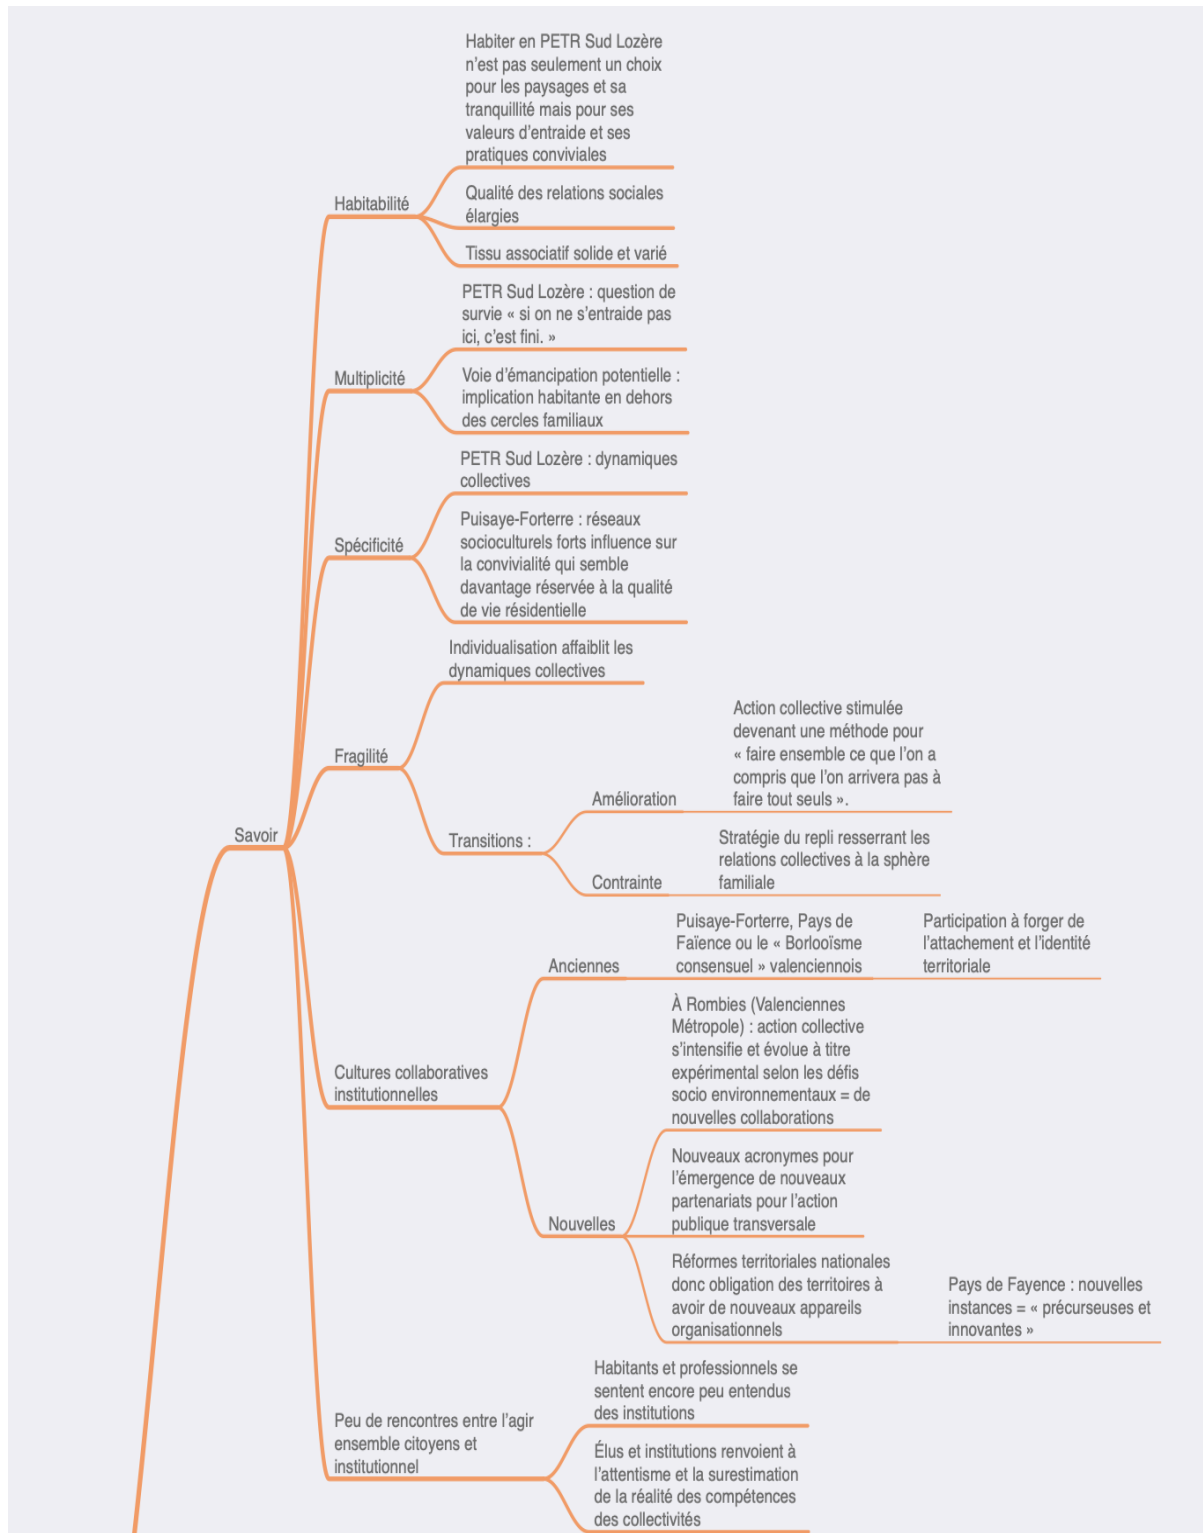 Habiter en PETR Sud Lozère
n'est pas seulement un choix
pour les paysages et sa
tranquillité mais pour ses
valeurs d'entraide et ses
pratiques conviviales
Habitabilité
Qualité des relations sociales
élargies
Tissu associatif solide et varié
PETR Sud Lozère : question de
survie « si on ne s'entraide pas
ici, c'est fini. »
Multiplicité
Voie d'émancipation potentielle :
implication habitante en dehors
des cercles familiaux
PETR Sud Lozère : dynamiques
collectives
Spécificité
Puisaye-Forterre : réseaux
socioculturels forts influence sur
la convivialité qui semble
davantage réservée à la qualité
de vie résidentielle
Individualisation affaiblit les
dynamiques collectives
Fragilité
Transitions :
Amélioration
Action collective stimulée
devenant une méthode pour
« faire ensemble ce que l'on a
compris que l'on arrivera pas à
faire tout seuls ».
Contrainte
Stratégie du repli resserrant les
relations collectives à la sphère
familiale
Savoir
Cultures collaboratives
institutionnelles
Anciennes
Puisaye-Forterre, Pays de
Faïence ou le « Borlooïsme
consensuel » valenciennois
Participation à forger de
l'attachement et l'identité
territoriale
Nouvelles
À Rombies (Valenciennes
Métropole) : action collective
s'intensifie et évolue à titre
expérimental selon les défis
socio environnementaux = de
nouvelles collaborations
Nouveaux acronymes pour
l'émergence de nouveaux
partenariats pour l'action
publique transversale
Réformes territoriales nationales
donc obligation des territoires à
avoir de nouveaux appareils
organisationnels
Pays de Fayence : nouvelles
instances = « précurseuses et
innovantes »
Peu de rencontres entre l'agir
ensemble citoyens et
institutionnel
Habitants et professionnels se
sentent encore peu entendus
des institutions
Élus et institutions renvoient à
l'attentisme et la surestimation
de la réalité des compétences
des collectivités